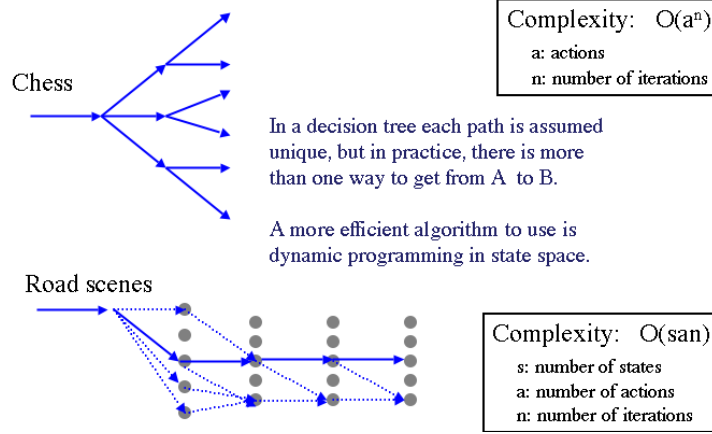 Complexity: O(aⁿ)
a: actions
n: number of iterations
Chess
In a decision tree each path is assumed
unique, but in practice, there is more
than one way to get from A to B.
A more efficient algorithm to use is
dynamic programming in state space.
Road scenes
Complexity: O(san)
s: number of states
a: number of actions
n: number of iterations